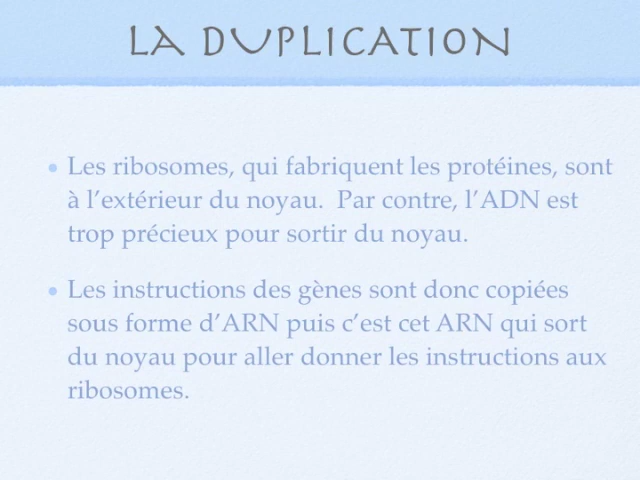 LA DUPLICATION
• Les ribosomes, qui fabriquent les protéines, sont
à l'extérieur du noyau.  Par contre, l'ADN est
trop précieux pour sortir du noyau.
• Les instructions des gènes sont donc copiées
sous forme d'ARN puis c'est cet ARN qui sort
du noyau pour aller donner les instructions aux
ribosomes.